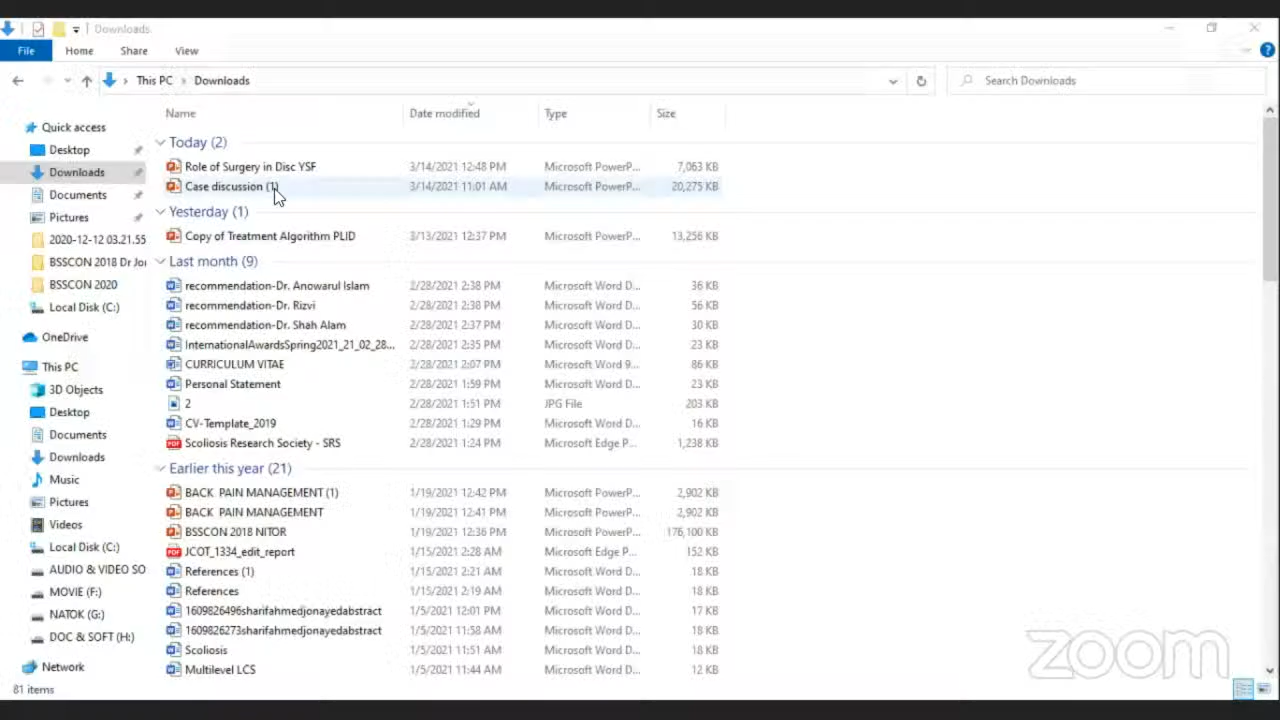 Downloads
File Home Share View
This PC Downloads Search Downloads
Name Date modified Type Size
Quick access
Desktop
Downloads
Documents
Pictures
2020-12-12 03.21.55
BSSCON 2018 Dr Jo
BSSCON 2020
Local Disk (C:)
OneDrive
This PC
3D Objects
Desktop
Documents
Downloads
Music
Pictures
Videos
Local Disk (C:)
AUDIO & VIDEO SO
MOVIE (F:)
NATOK (G:)
DOC & SOFT (H:)
Network
Today (2)
Role of Surgery in Disc YSF 3/14/2021 12:48 PM Microsoft PowerP... 7,063 KB
Case discussion (1) 3/14/2021 11:01 AM Microsoft PowerP... 20,275 KB
Yesterday (1)
Copy of Treatment Algorithm PLID 3/13/2021 12:37 PM Microsoft PowerP... 13,256 KB
Last month (9)
recommendation-Dr. Anowarul Islam 2/28/2021 2:38 PM Microsoft Word D... 36 KB
recommendation-Dr. Rizvi 2/28/2021 2:38 PM Microsoft Word D... 56 KB
recommendation-Dr. Shah Alam 2/28/2021 2:37 PM Microsoft Word D... 30 KB
InternationalAwardsSpring2021_21_02_28... 2/28/2021 2:35 PM Microsoft Word D... 23 KB
CURRICULUM VITAE 2/28/2021 2:07 PM Microsoft Word 9... 86 KB
Personal Statement 2/28/2021 1:59 PM Microsoft Word D... 23 KB
2 2/28/2021 1:51 PM JPG File 203 KB
CV-Template_2019 2/28/2021 1:29 PM Microsoft Word D... 16 KB
Scoliosis Research Society - SRS 2/28/2021 1:24 PM Microsoft Edge P... 1,238 KB
Earlier this year (21)
BACK PAIN MANAGEMENT (1) 1/19/2021 12:42 PM Microsoft PowerP... 2,902 KB
BACK PAIN MANAGEMENT 1/19/2021 12:41 PM Microsoft PowerP... 2,902 KB
BSSCON 2018 NITOR 1/19/2021 12:36 PM Microsoft PowerP... 176,100 KB
JCOT_1334_edit_report 1/15/2021 2:28 AM Microsoft Edge P... 152 KB
References (1) 1/15/2021 2:21 AM Microsoft Word D... 18 KB
References 1/15/2021 2:19 AM Microsoft Word D... 18 KB
1609826496sharifahmedjonayedabstract 1/5/2021 12:01 PM Microsoft Word D... 17 KB
1609826273sharifahmedjonayedabstract 1/5/2021 11:58 AM Microsoft Word D... 18 KB
Scoliosis 1/5/2021 11:51 AM Microsoft Word D... 18 KB
Multilevel LCS 1/5/2021 11:44 AM Microsoft Word D... 12 KB
81 items
zoom